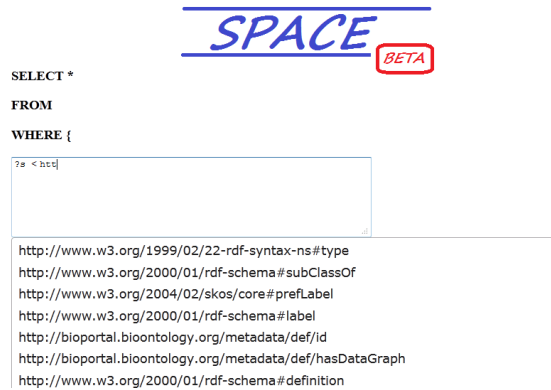 SPACE
BETA
SELECT *
FROM
WHERE {
?s <htt
http://www.w3.org/1999/02/22-rdf-syntax-ns#type
http://www.w3.org/2000/01/rdf-schema#subClassOf
http://www.w3.org/2004/02/skos/core#prefLabel
http://www.w3.org/2000/01/rdf-schema#label
http://bioportal.bioontology.org/metadata/def/id
http://bioportal.bioontology.org/metadata/def/hasDataGraph
http://www.w3.org/2000/01/rdf-schema#definition